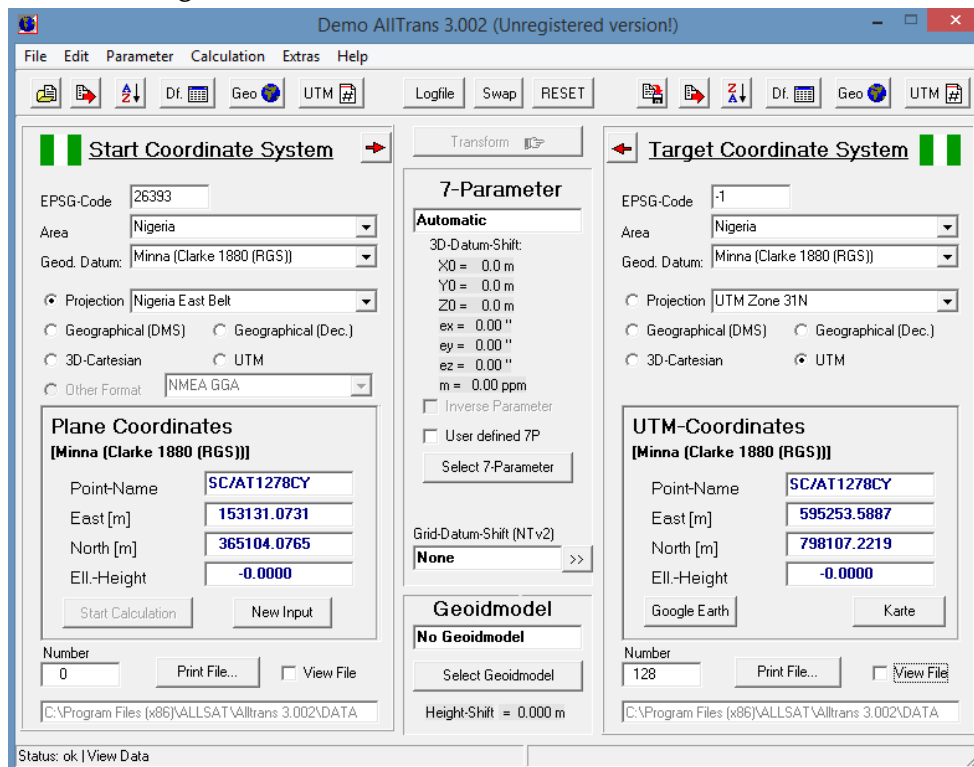 Demo AllTrans 3.002 (Unregistered version!)
File Edit Parameter Calculation Extras Help
Df. Geo UTM Logfile Swap RESET Df. Geo UTM
Start Coordinate System
EPSG-Code 26393
Area Nigeria
Geod. Datum: Minna (Clarke 1880 (RGS))
Projection Nigeria East Belt
Geographical (DMS) Geographical (Dec.)
3D-Cartesian UTM
Other Format NMEA GGA
Plane Coordinates
[Minna (Clarke 1880 (RGS))]
Point-Name SC/AT1278CY
East [m] 153131.0731
North [m] 365104.0765
Ell.-Height -0.0000
Start Calculation New Input
Number
0 Print File... View File
C:\Program Files (x86)\ALLSAT\Alltrans 3.002\DATA
Transform
7-Parameter
Automatic
3D-Datum-Shift:
X0 = 0.0 m
Y0 = 0.0 m
Z0 = 0.0 m
ex = 0.00 "
ey = 0.00 "
ez = 0.00 "
m = 0.00 ppm
Inverse Parameter
User defined 7P
Select 7-Parameter
Grid-Datum-Shift (NTv2)
None >>
Geoidmodel
No Geoidmodel
Select Geoidmodel
Height-Shift = 0.000 m
Target Coordinate System
EPSG-Code -1
Area Nigeria
Geod. Datum: Minna (Clarke 1880 (RGS))
Projection UTM Zone 31N
Geographical (DMS) Geographical (Dec.)
3D-Cartesian UTM
UTM-Coordinates
[Minna (Clarke 1880 (RGS))]
Point-Name SC/AT1278CY
East [m] 595253.5887
North [m] 798107.2219
Ell.-Height -0.0000
Google Earth Karte
Number
128 Print File... View File
C:\Program Files (x86)\ALLSAT\Alltrans 3.002\DATA
Status: ok | View Data